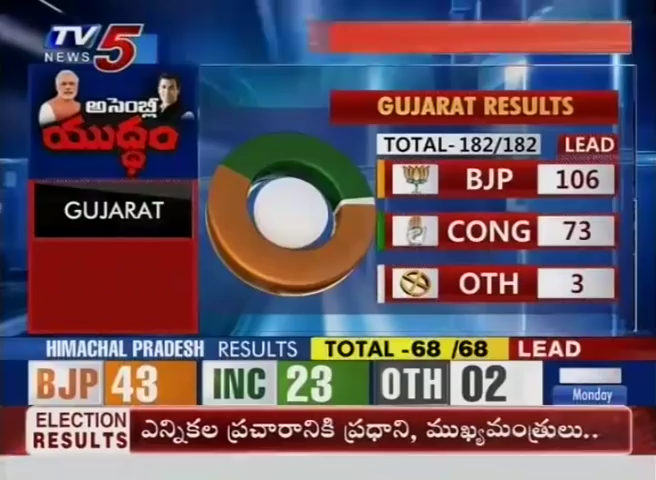 TV5
NEWS
అసెంబ్లీ
యుద్ధం
GUJARAT
GUJARAT RESULTS
TOTAL- 182/182 LEAD
BJP 106
CONG 73
OTH 3
HIMACHAL PRADESH RESULTS TOTAL -68 /68 LEAD
BJP 43 INC 23 OTH 02
Monday
ELECTION
RESULTS
ఎన్నికల ప్రచారానికి ప్రధాని, ముఖ్యమంత్రులు..